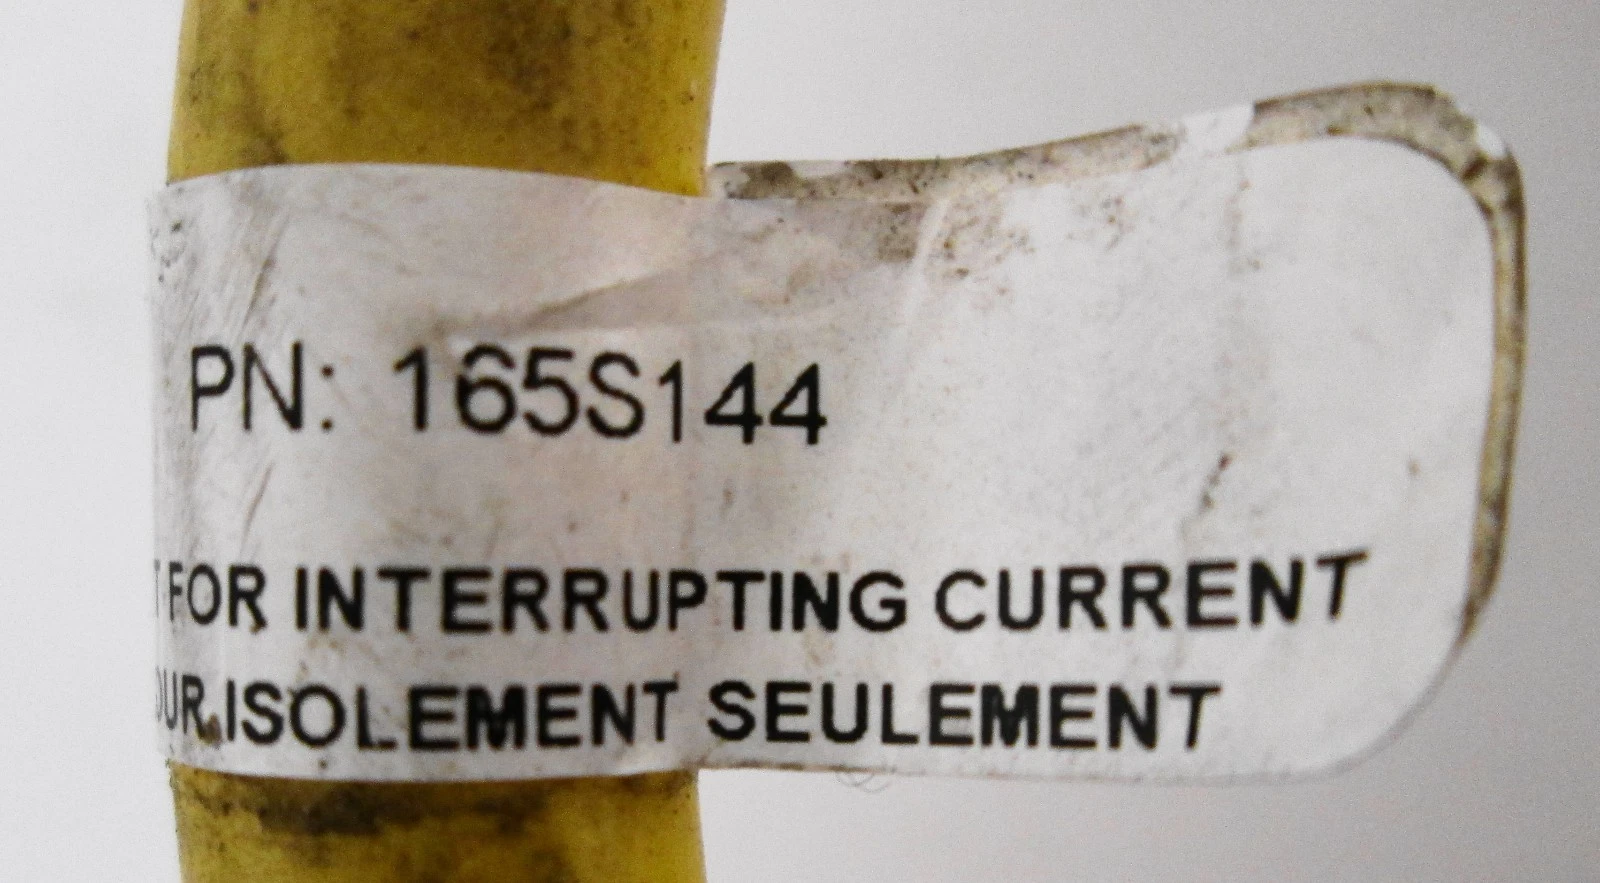 PN: 165S144
FOR INTERRUPTING CURRENT
ISOLEMENT SEULEMENT